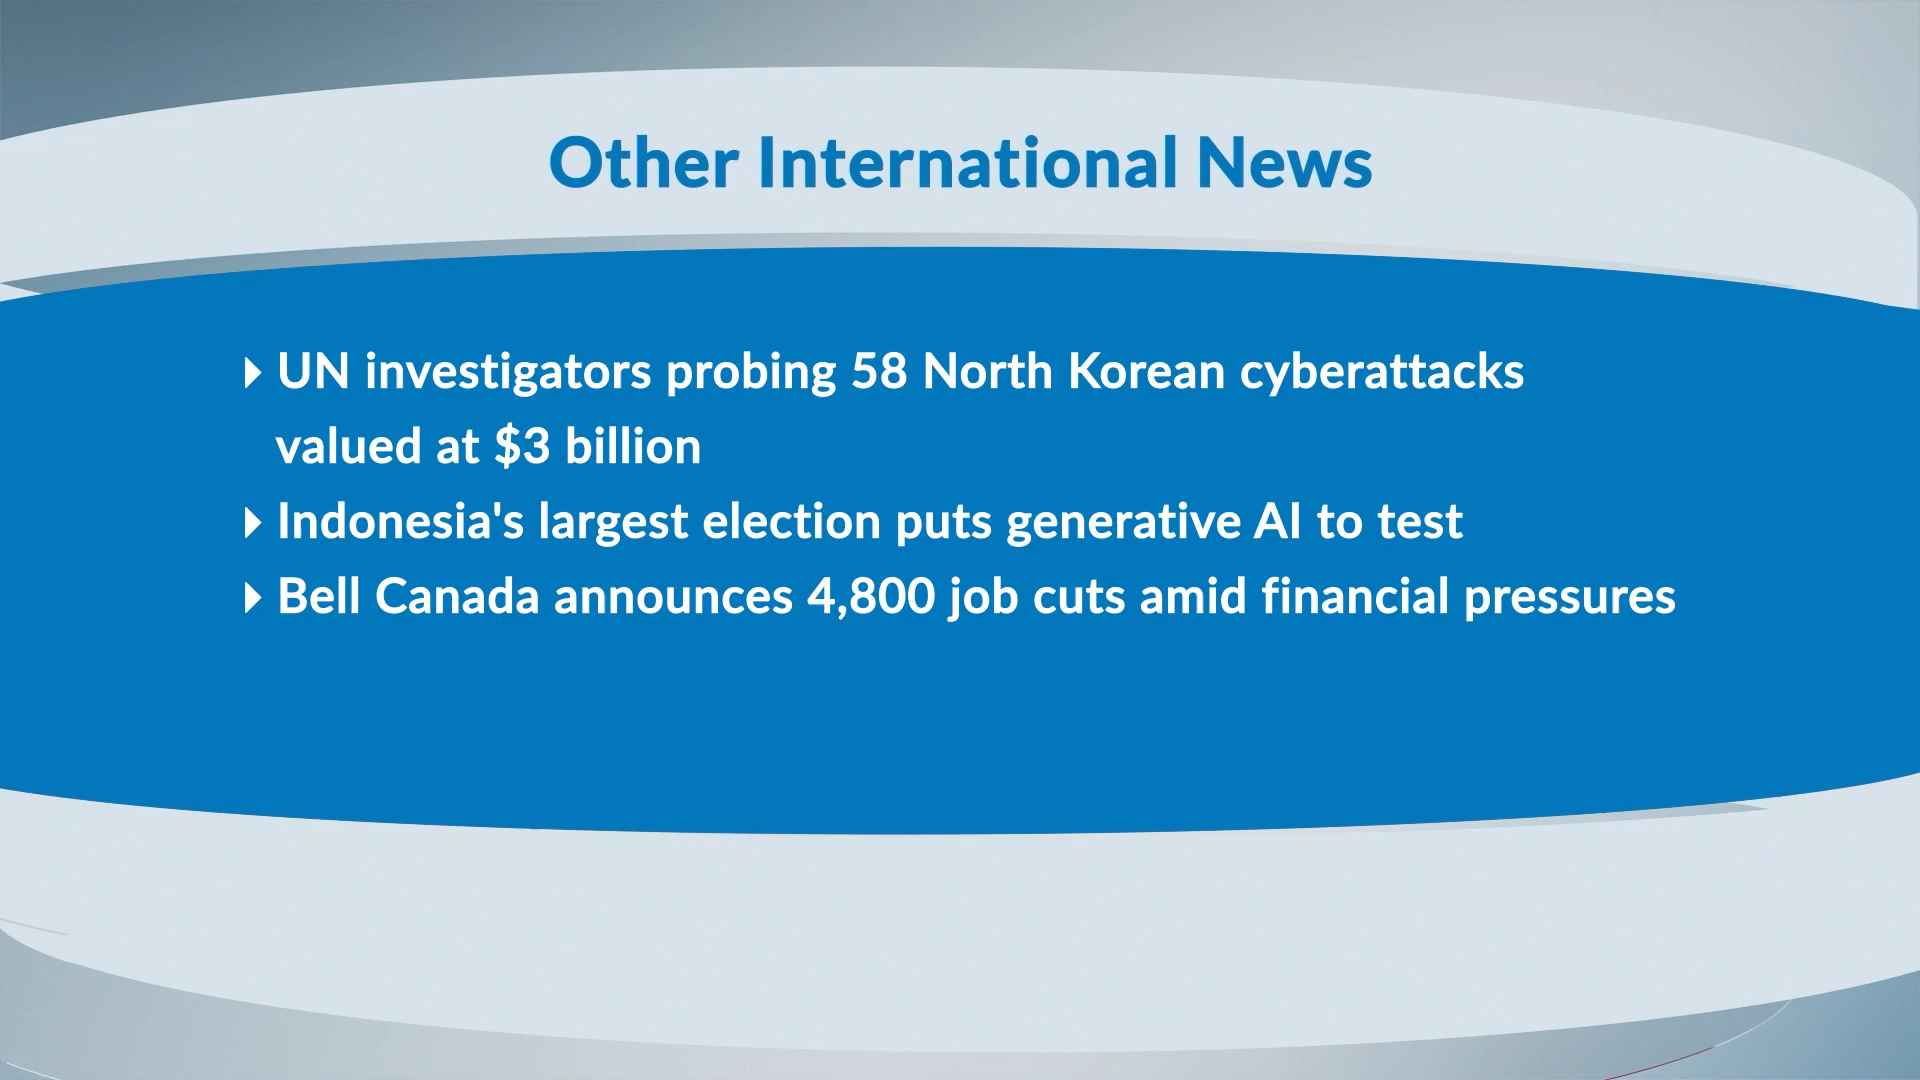 Other International News
UN investigators probing 58 North Korean cyberattacks
valued at $3 billion
Indonesia's largest election puts generative AI to test
Bell Canada announces 4,800 job cuts amid financial pressures